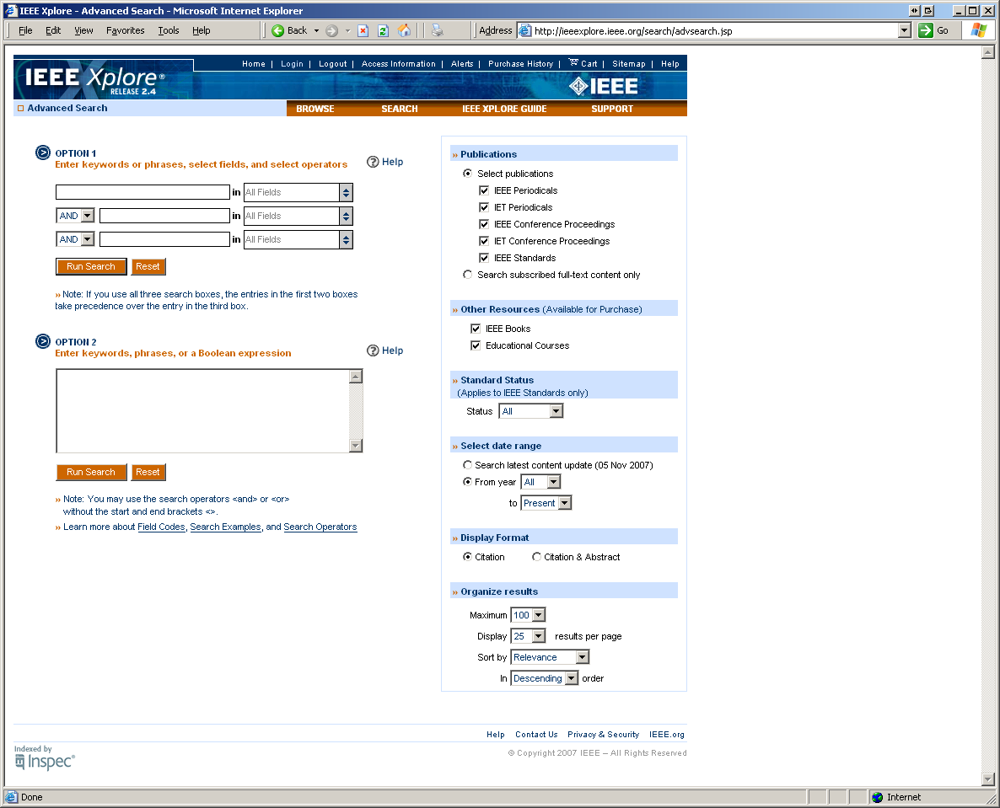 IEEE Xplore - Advanced Search - Microsoft Internet Explorer
File Edit View Favorites Tools Help Back Address http://ieeexplore.ieee.org/search/advsearch.jsp Go
Home | Login | Logout | Access Information | Alerts | Purchase History | Cart | Sitemap | Help
IEEE Xplore®
RELEASE 2.4
IEEE
Advanced Search
BROWSE SEARCH IEEE XPLORE GUIDE SUPPORT
OPTION 1
Enter keywords or phrases, select fields, and select operators
Help
in All Fields
AND in All Fields
AND in All Fields
Run Search Reset
» Note: If you use all three search boxes, the entries in the first two boxes
take precedence over the entry in the third box.
OPTION 2
Enter keywords, phrases, or a Boolean expression
Help
Run Search Reset
» Note: You may use the search operators <and> or <or>
without the start and end brackets <>.
» Learn more about Field Codes, Search Examples, and Search Operators
» Publications
Select publications
IEEE Periodicals
IET Periodicals
IEEE Conference Proceedings
IET Conference Proceedings
IEEE Standards
Search subscribed full-text content only
» Other Resources (Available for Purchase)
IEEE Books
Educational Courses
» Standard Status
(Applies to IEEE Standards only)
Status All
» Select date range
Search latest content update (05 Nov 2007)
From year All
to Present
» Display Format
Citation Citation & Abstract
» Organize results
Maximum 100
Display 25 results per page
Sort by Relevance
In Descending order
Help Contact Us Privacy & Security IEEE.org
© Copyright 2007 IEEE – All Rights Reserved
Indexed by
Inspec®
Done Internet